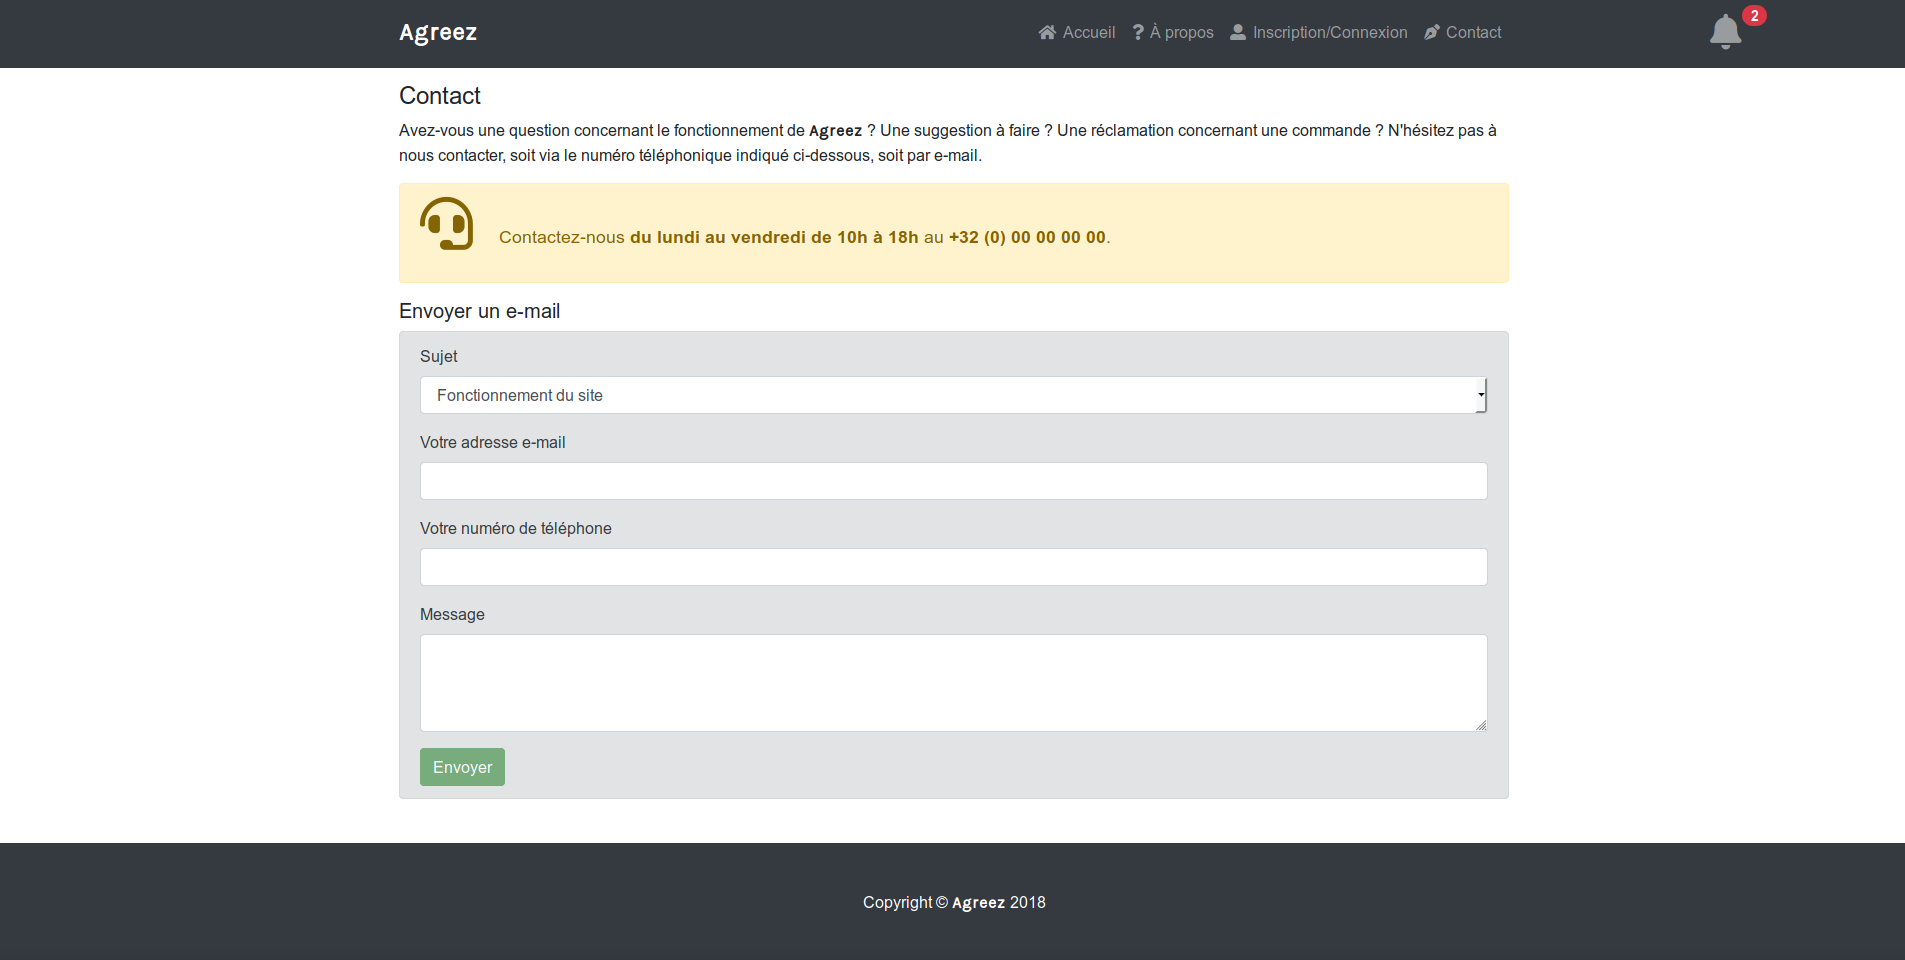 Agreez
Accueil
À propos
Inscription/Connexion
Contact
2
Contact
Avez-vous une question concernant le fonctionnement de Agreez ? Une suggestion à faire ? Une réclamation concernant une commande ? N'hésitez pas à
nous contacter, soit via le numéro téléphonique indiqué ci-dessous, soit par e-mail.
Contactez-nous du lundi au vendredi de 10h à 18h au +32 (0) 00 00 00 00.
Envoyer un e-mail
Sujet
Fonctionnement du site
Votre adresse e-mail
Votre numéro de téléphone
Message
Envoyer
Copyright © Agreez 2018